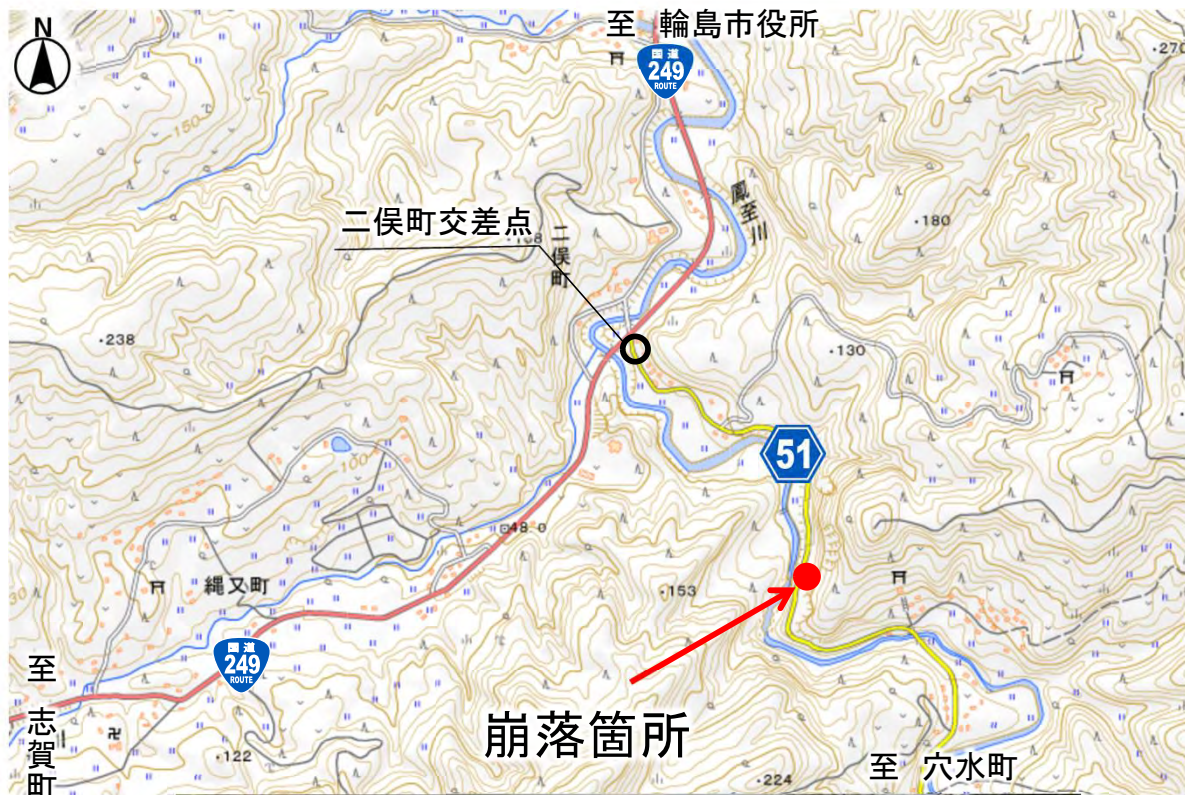 N
至 輪島市役所
国道
249
ROUTE
・270
150
鳳至川
・180
二俣町交差点
二俣町
・238
・130
51
100
48.0
・153
縄又町
国道
249
ROUTE
至 志賀町
崩落箇所
・122
至 穴水町
・224